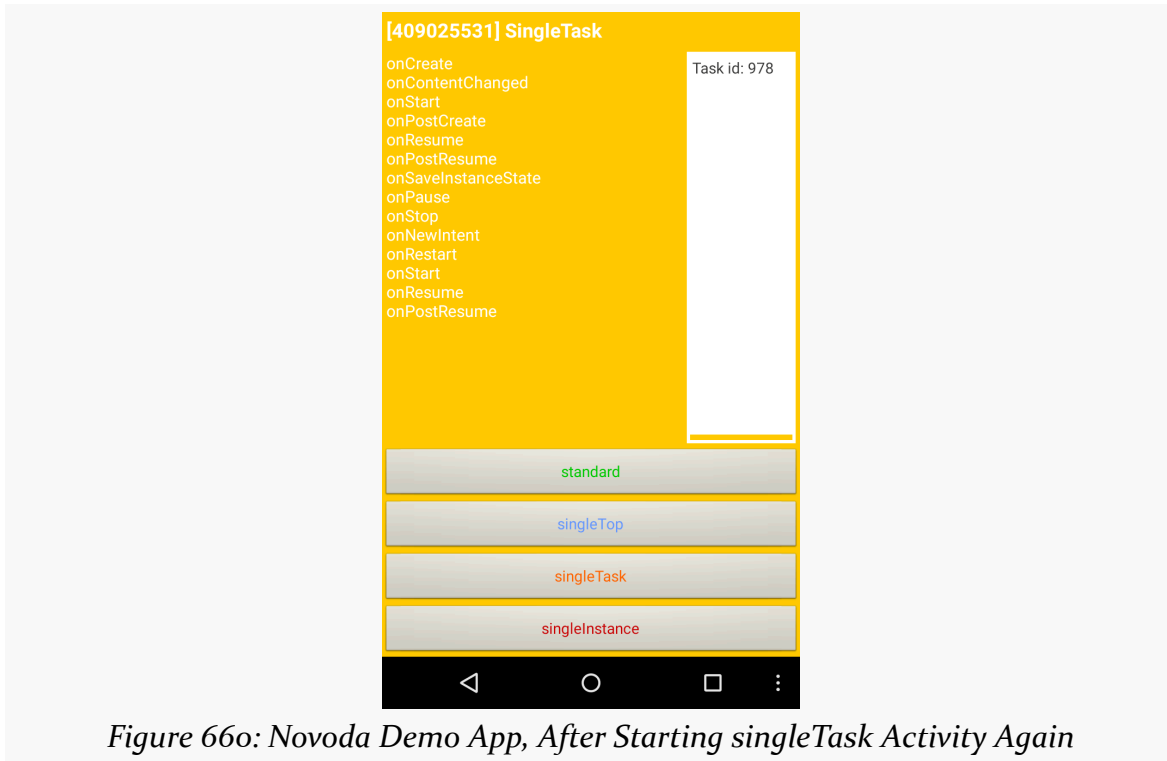 [409025531] SingleTask
onCreate
onContentChanged
onStart
onPostCreate
onResume
onPostResume
onSaveInstanceState
onPause
onStop
onNewIntent
onRestart
onStart
onResume
onPostResume
Task id: 978
standard
singleTop
singleTask
singleInstance
Figure 660: Novoda Demo App, After Starting singleTask Activity Again